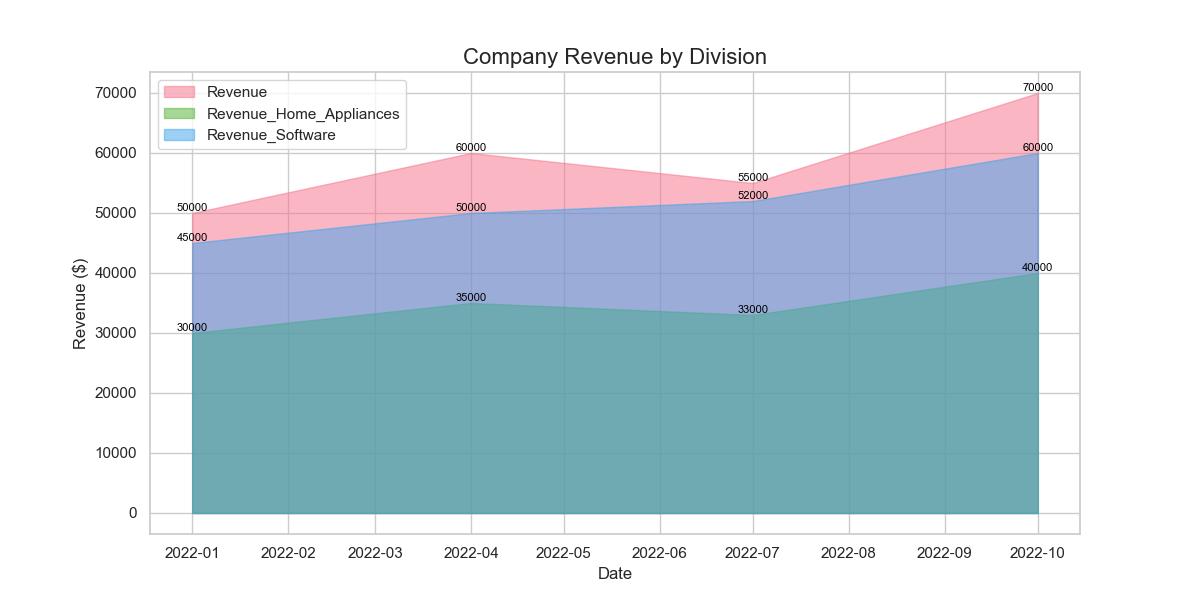 Company Revenue by Division
Revenue
Revenue_Home_Appliances
Revenue_Software
70000
60000
50000
40000
30000
20000
10000
0
Revenue ($)
50000
60000
55000
70000
45000
50000
52000
60000
30000
35000
33000
40000
2022-01 2022-02 2022-03 2022-04 2022-05 2022-06 2022-07 2022-08 2022-09 2022-10
Date